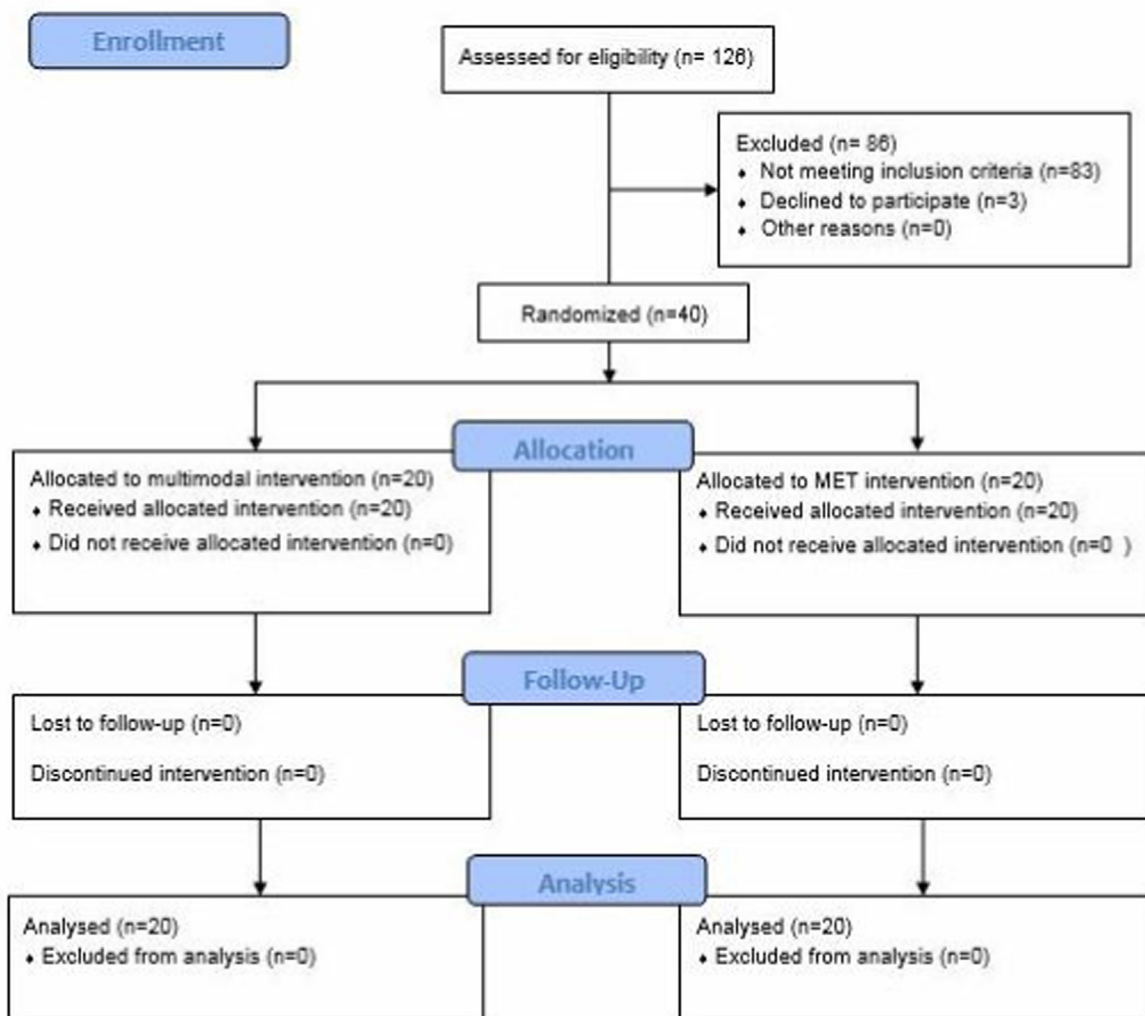 Enrollment
Assessed for eligibility (n= 126)
Excluded (n= 86)
♦ Not meeting inclusion criteria (n=83)
♦ Declined to participate (n=3)
♦ Other reasons (n=0)
Randomized (n=40)
Allocation
Allocated to multimodal intervention (n=20)
♦ Received allocated intervention (n=20)
♦ Did not receive allocated intervention (n=0)
Allocated to MET intervention (n=20)
♦ Received allocated intervention (n=20)
♦ Did not receive allocated intervention (n=0 )
Follow-Up
Lost to follow-up (n=0)
Discontinued intervention (n=0)
Lost to follow-up (n=0)
Discontinued intervention (n=0)
Analysis
Analysed (n=20)
♦ Excluded from analysis (n=0)
Analysed (n=20)
♦ Excluded from analysis (n=0)